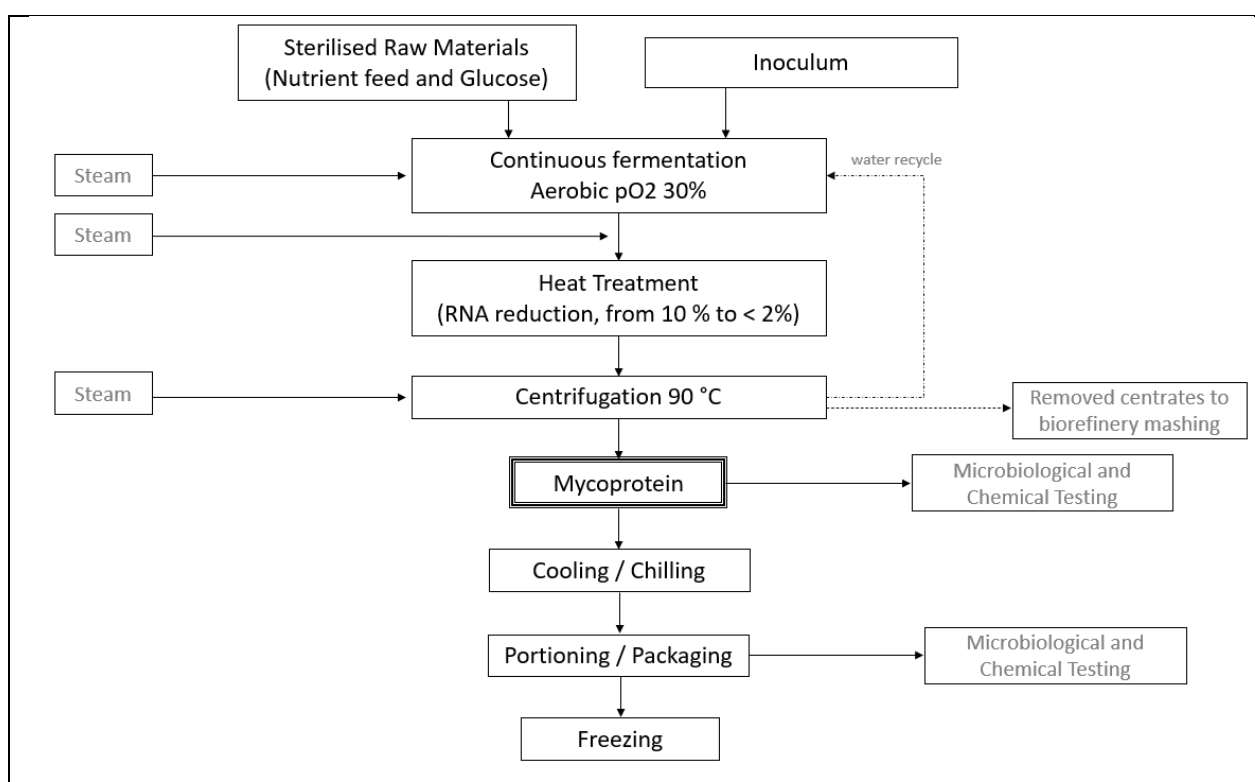 Sterilised Raw Materials
(Nutrient feed and Glucose)
Inoculum
Steam
Continuous fermentation
Aerobic pO2 30%
water recycle
Steam
Heat Treatment
(RNA reduction, from 10 % to < 2%)
Steam
Centrifugation 90 °C
Removed centrates to
biorefinery mashing
Mycoprotein
Microbiological and
Chemical Testing
Cooling / Chilling
Portioning / Packaging
Microbiological and
Chemical Testing
Freezing